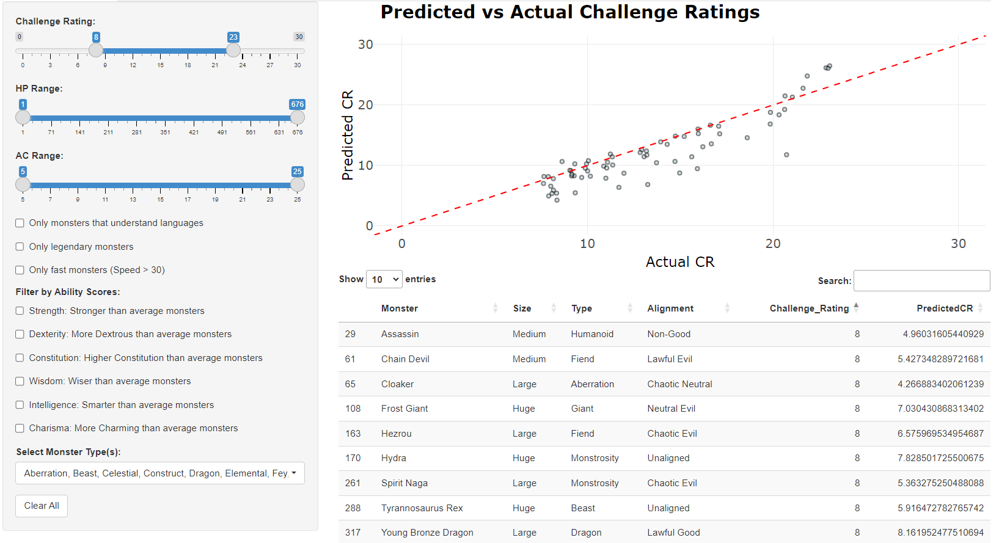 Challenge Rating:
0 8 23 30
0 3 6 9 12 15 18 21 24 27 30
HP Range:
1 676
1 71 141 211 281 351 421 491 561 631 676
AC Range:
5 25
5 7 9 11 13 15 17 19 21 23 25
Only monsters that understand languages
Only legendary monsters
Only fast monsters (Speed > 30)
Filter by Ability Scores:
Strength: Stronger than average monsters
Dexterity: More Dextrous than average monsters
Constitution: Higher Constitution than average monsters
Wisdom: Wiser than average monsters
Intelligence: Smarter than average monsters
Charisma: More Charming than average monsters
Select Monster Type(s):
Aberration, Beast, Celestial, Construct, Dragon, Elemental, Fey,
Clear All
Predicted vs Actual Challenge Ratings
Predicted CR
30
20
10
0
0 10 20 30
Actual CR
Show 10 entries
Search:
Monster Size Type Alignment Challenge_Rating PredictedCR
29 Assassin Medium Humanoid Non-Good 8 4.96031605440929
61 Chain Devil Medium Fiend Lawful Evil 8 5.427348289721681
65 Cloaker Large Aberration Chaotic Neutral 8 4.266883402061239
108 Frost Giant Huge Giant Neutral Evil 8 7.030430868313402
163 Hezrou Large Fiend Chaotic Evil 8 6.575969534954687
170 Hydra Huge Monstrosity Unaligned 8 7.828501725500675
261 Spirit Naga Large Monstrosity Chaotic Evil 8 5.363275250488088
288 Tyrannosaurus Rex Huge Beast Unaligned 8 5.916472782765742
317 Young Bronze Dragon Large Dragon Lawful Good 8 8.161952477510694